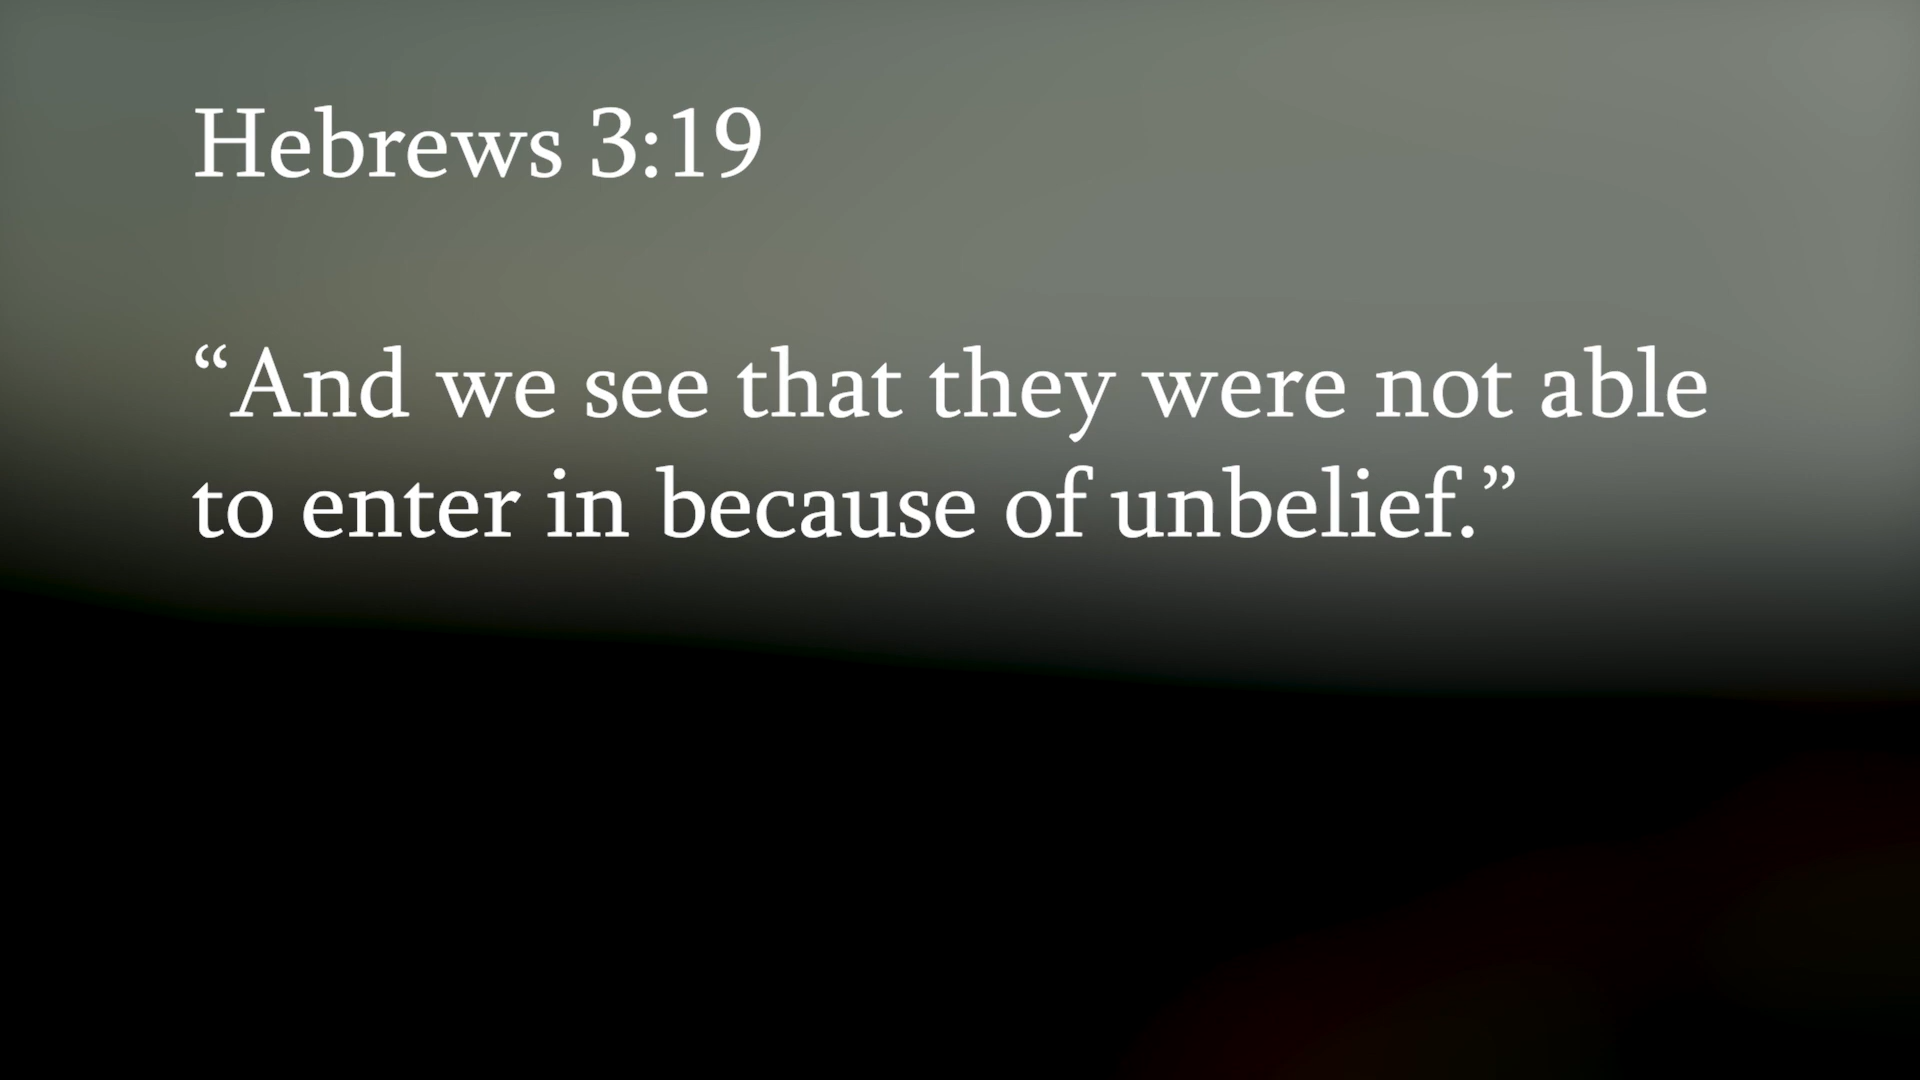 Hebrews 3:19
“And we see that they were not able
to enter in because of unbelief.”